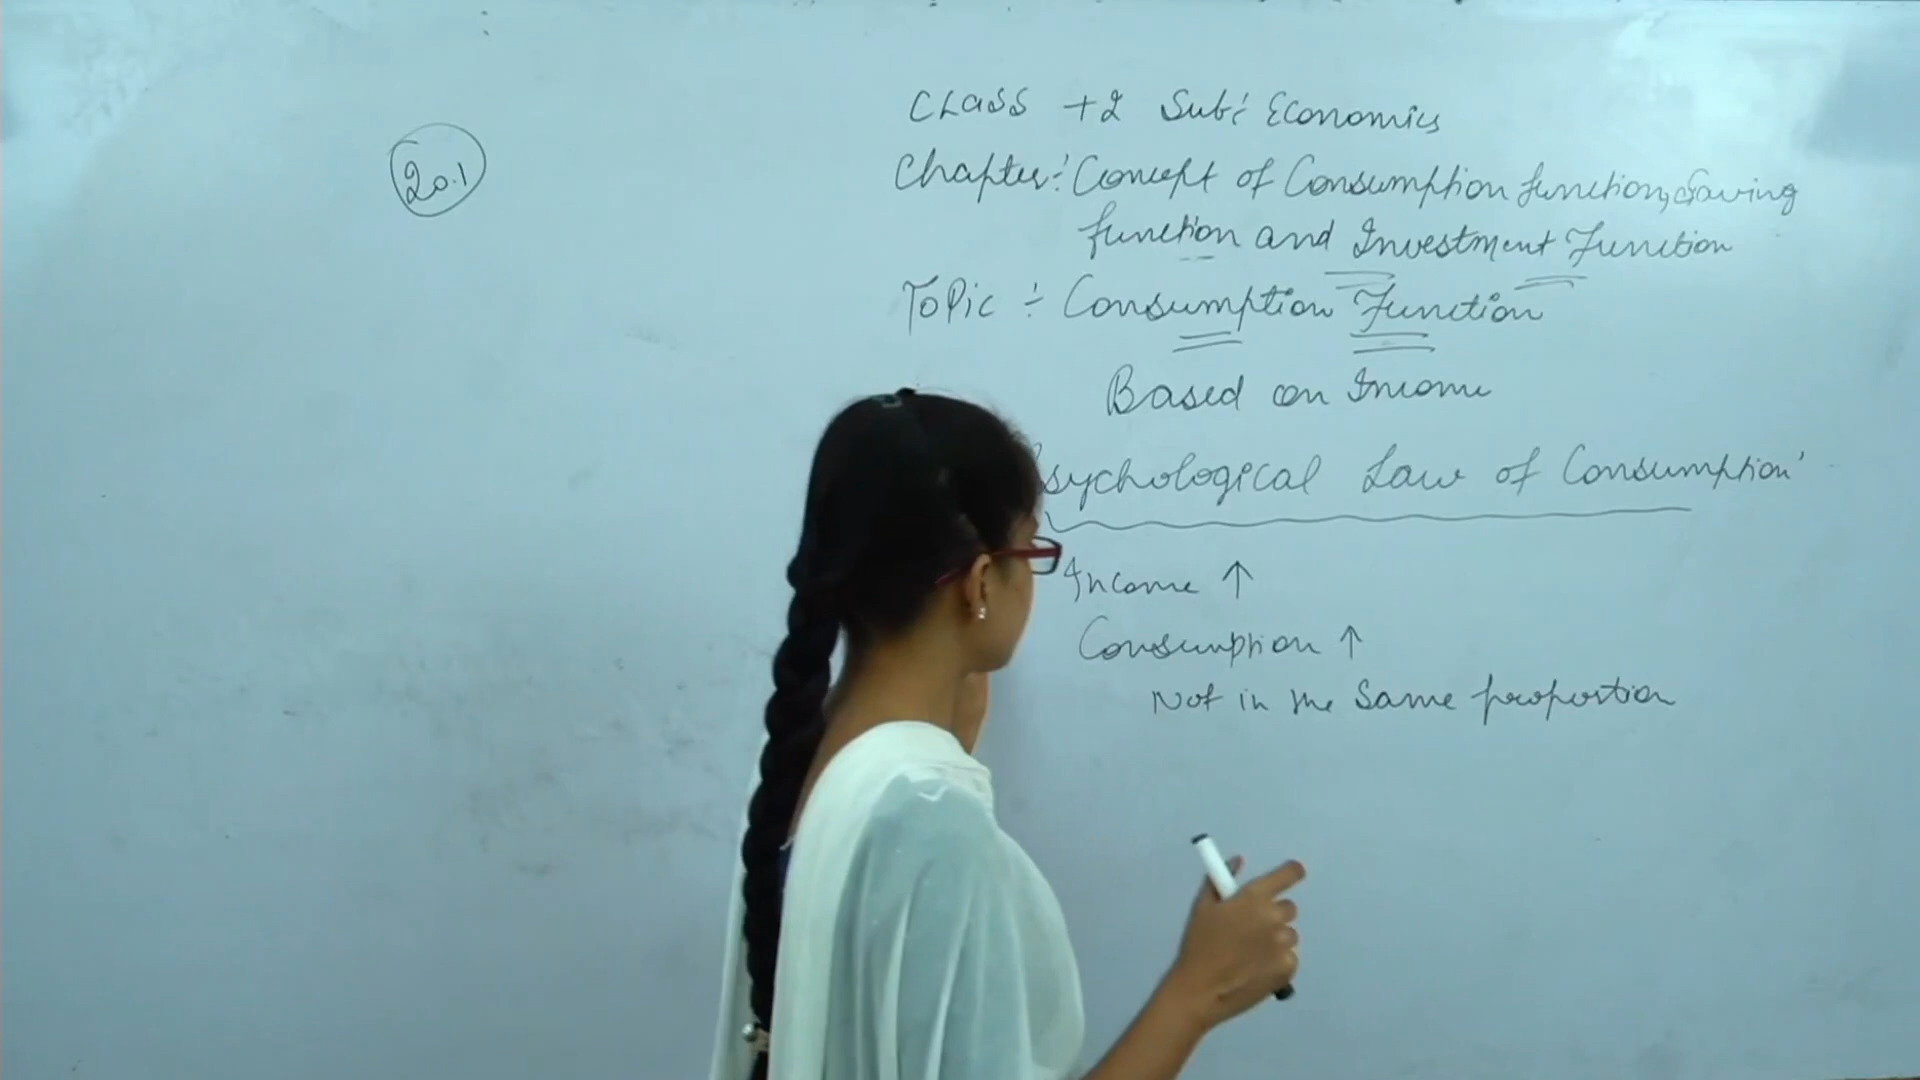 20.1
CLASS +2 Sub: Economics
Chapter: Concept of Consumption function, Saving
function and Investment Function
Topic ÷ Consumption Function
Based on Income
sychological Law of Consumption'
Income ↑
Consumption ↑
Not in the Same proportion